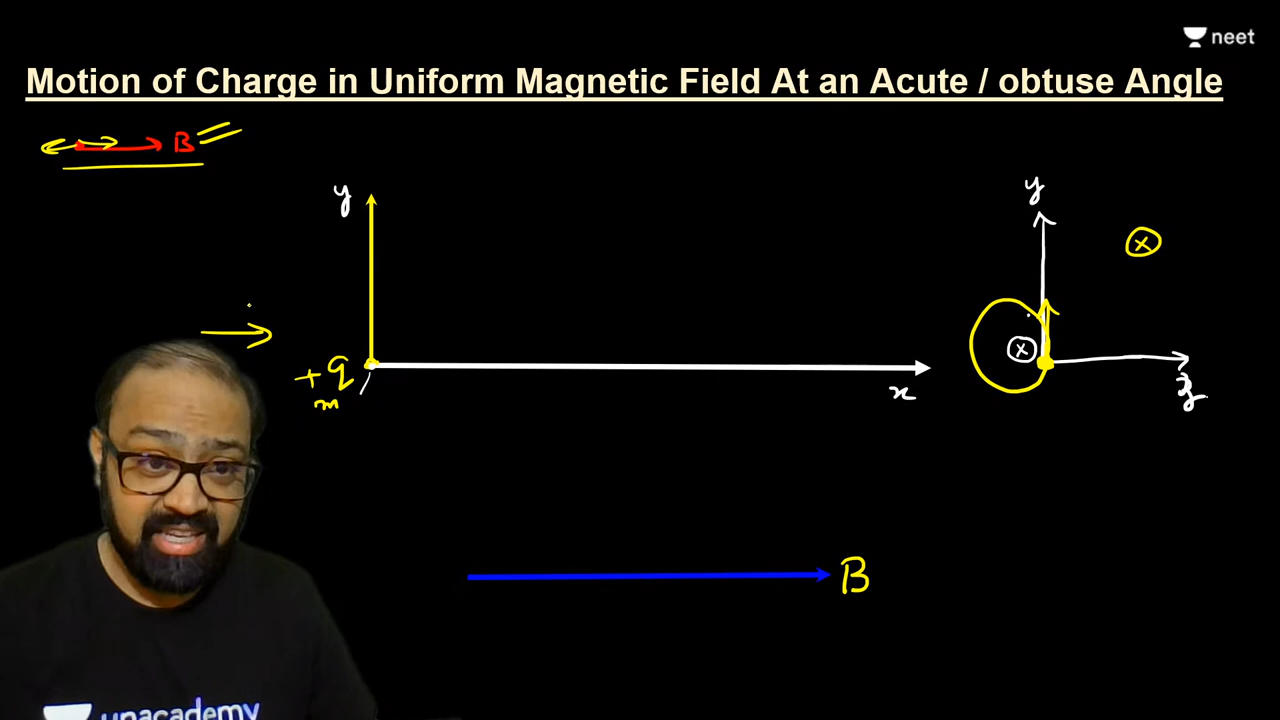 neet
Motion of Charge in Uniform Magnetic Field At an Acute / obtuse Angle
B
y
y
+q
m
x
z
B
unacademy